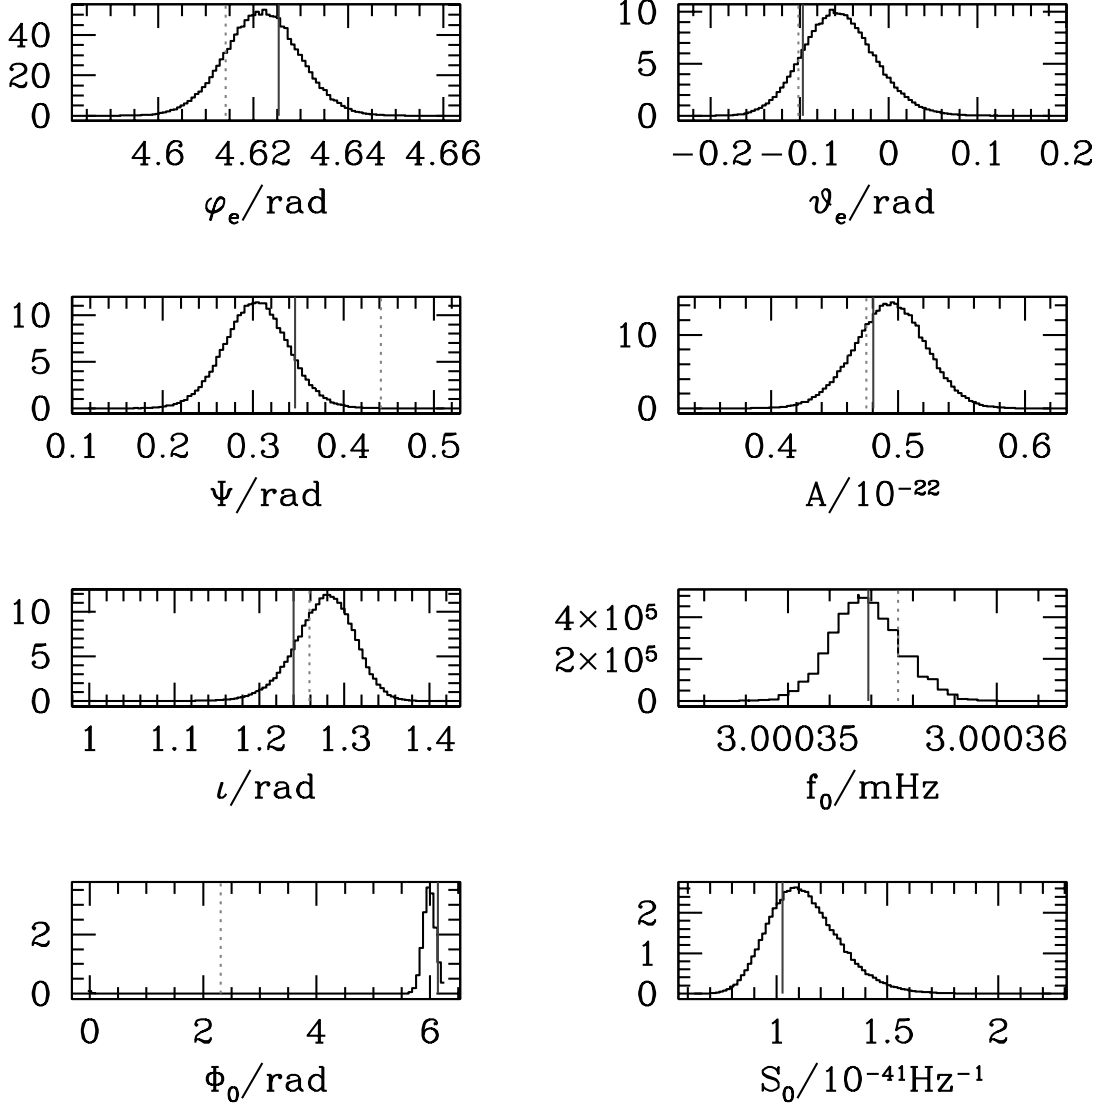 40
20
0
4.6 4.62 4.64 4.66
φₑ/rad
10
5
0
−0.2 −0.1 0 0.1 0.2
ϑₑ/rad
10
5
0
0.1 0.2 0.3 0.4 0.5
Ψ/rad
10
0
0.4 0.5 0.6
A/10⁻²²
10
5
0
1 1.1 1.2 1.3 1.4
ι/rad
4×10⁵
2×10⁵
0
3.00035 3.00036
f₀/mHz
2
0
0 2 4 6
Φ₀/rad
2
1
0
1 1.5 2
S₀/10⁻⁴¹Hz⁻¹